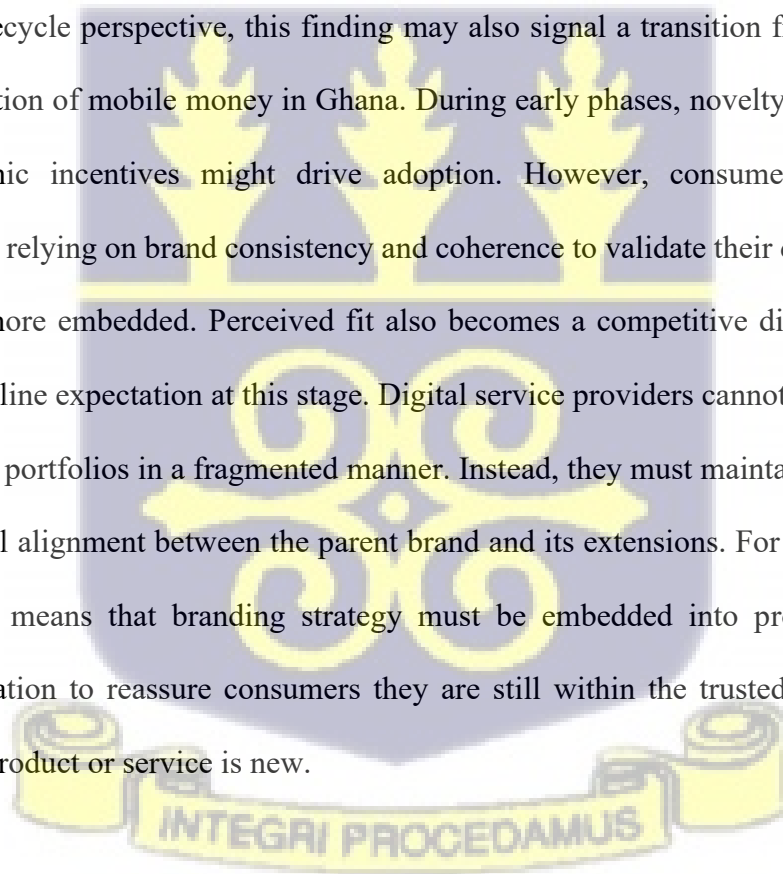 ecycle perspective, this finding may also signal a transition f
tion of mobile money in Ghana. During early phases, novelty
nic incentives might drive adoption. However, consume
relying on brand consistency and coherence to validate their
nore embedded. Perceived fit also becomes a competitive di
line expectation at this stage. Digital service providers cannot
portfolios in a fragmented manner. Instead, they must mainta
l alignment between the parent brand and its extensions. For
means that branding strategy must be embedded into pro
ation to reassure consumers they are still within the trusted
roduct or service is new.
INTEGRI PROCEDAMUS